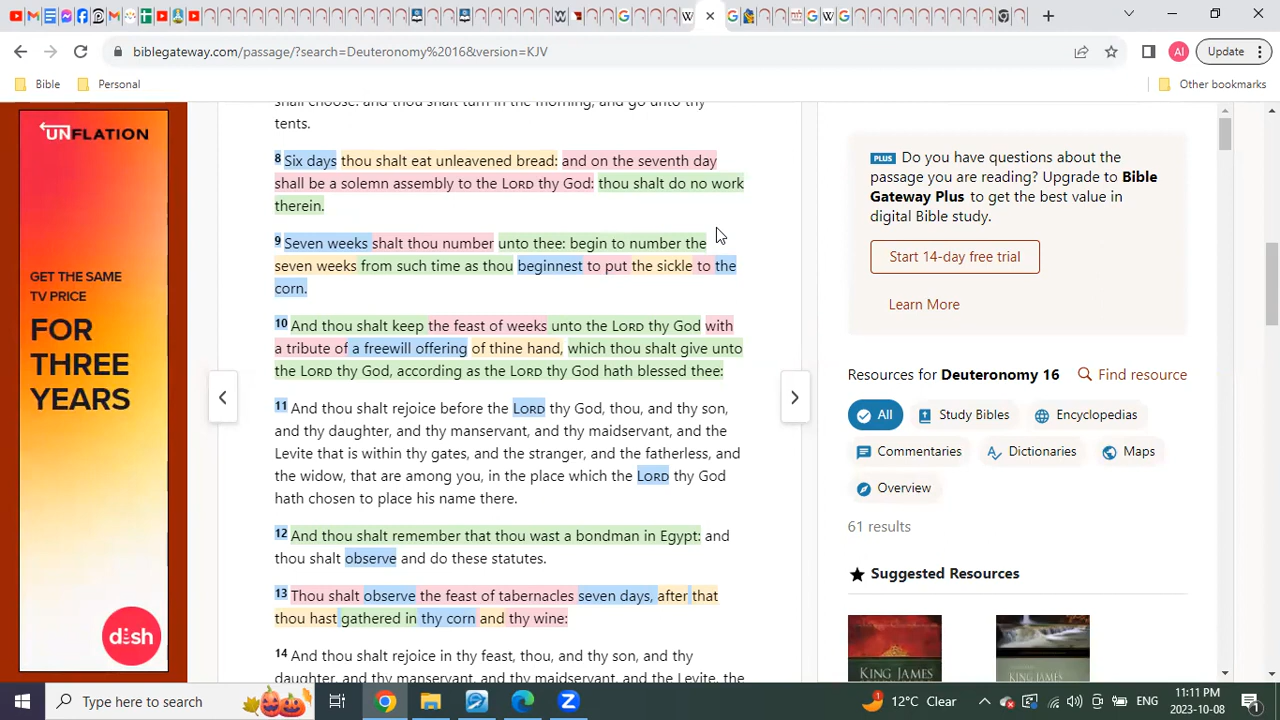 biblegateway.com/passage/?search=Deuteronomy%2016&version=KJV
AI
Update
Bible
Personal
Other bookmarks
UNFLATION
GET THE SAME
TV PRICE
FOR
THREE
YEARS
dish
shall choose: and thou shalt turn in the morning, and go unto thy
tents.
8 Six days thou shalt eat unleavened bread: and on the seventh day
shall be a solemn assembly to the LORD thy God: thou shalt do no work
therein.
9 Seven weeks shalt thou number unto thee: begin to number the
seven weeks from such time as thou beginnest to put the sickle to the
corn.
10 And thou shalt keep the feast of weeks unto the LORD thy God with
a tribute of a freewill offering of thine hand, which thou shalt give unto
the LORD thy God, according as the LORD thy God hath blessed thee:
11 And thou shalt rejoice before the LORD thy God, thou, and thy son,
and thy daughter, and thy manservant, and thy maidservant, and the
Levite that is within thy gates, and the stranger, and the fatherless, and
the widow, that are among you, in the place which the LORD thy God
hath chosen to place his name there.
12 And thou shalt remember that thou wast a bondman in Egypt: and
thou shalt observe and do these statutes.
13 Thou shalt observe the feast of tabernacles seven days, after that
thou hast gathered in thy corn and thy wine:
14 And thou shalt rejoice in thy feast, thou, and thy son, and thy
daughter, and thy manservant, and thy maidservant, and the Levite, the
PLUS Do you have questions about the
passage you are reading? Upgrade to Bible
Gateway Plus to get the best value in
digital Bible study.
Start 14-day free trial
Learn More
Resources for Deuteronomy 16
Find resource
All
Study Bibles
Encyclopedias
Commentaries
Dictionaries
Maps
Overview
61 results
Suggested Resources
KING JAMES
KING JAMES
Type here to search
1
12°C Clear
ENG
11:11 PM
2023-10-08
1